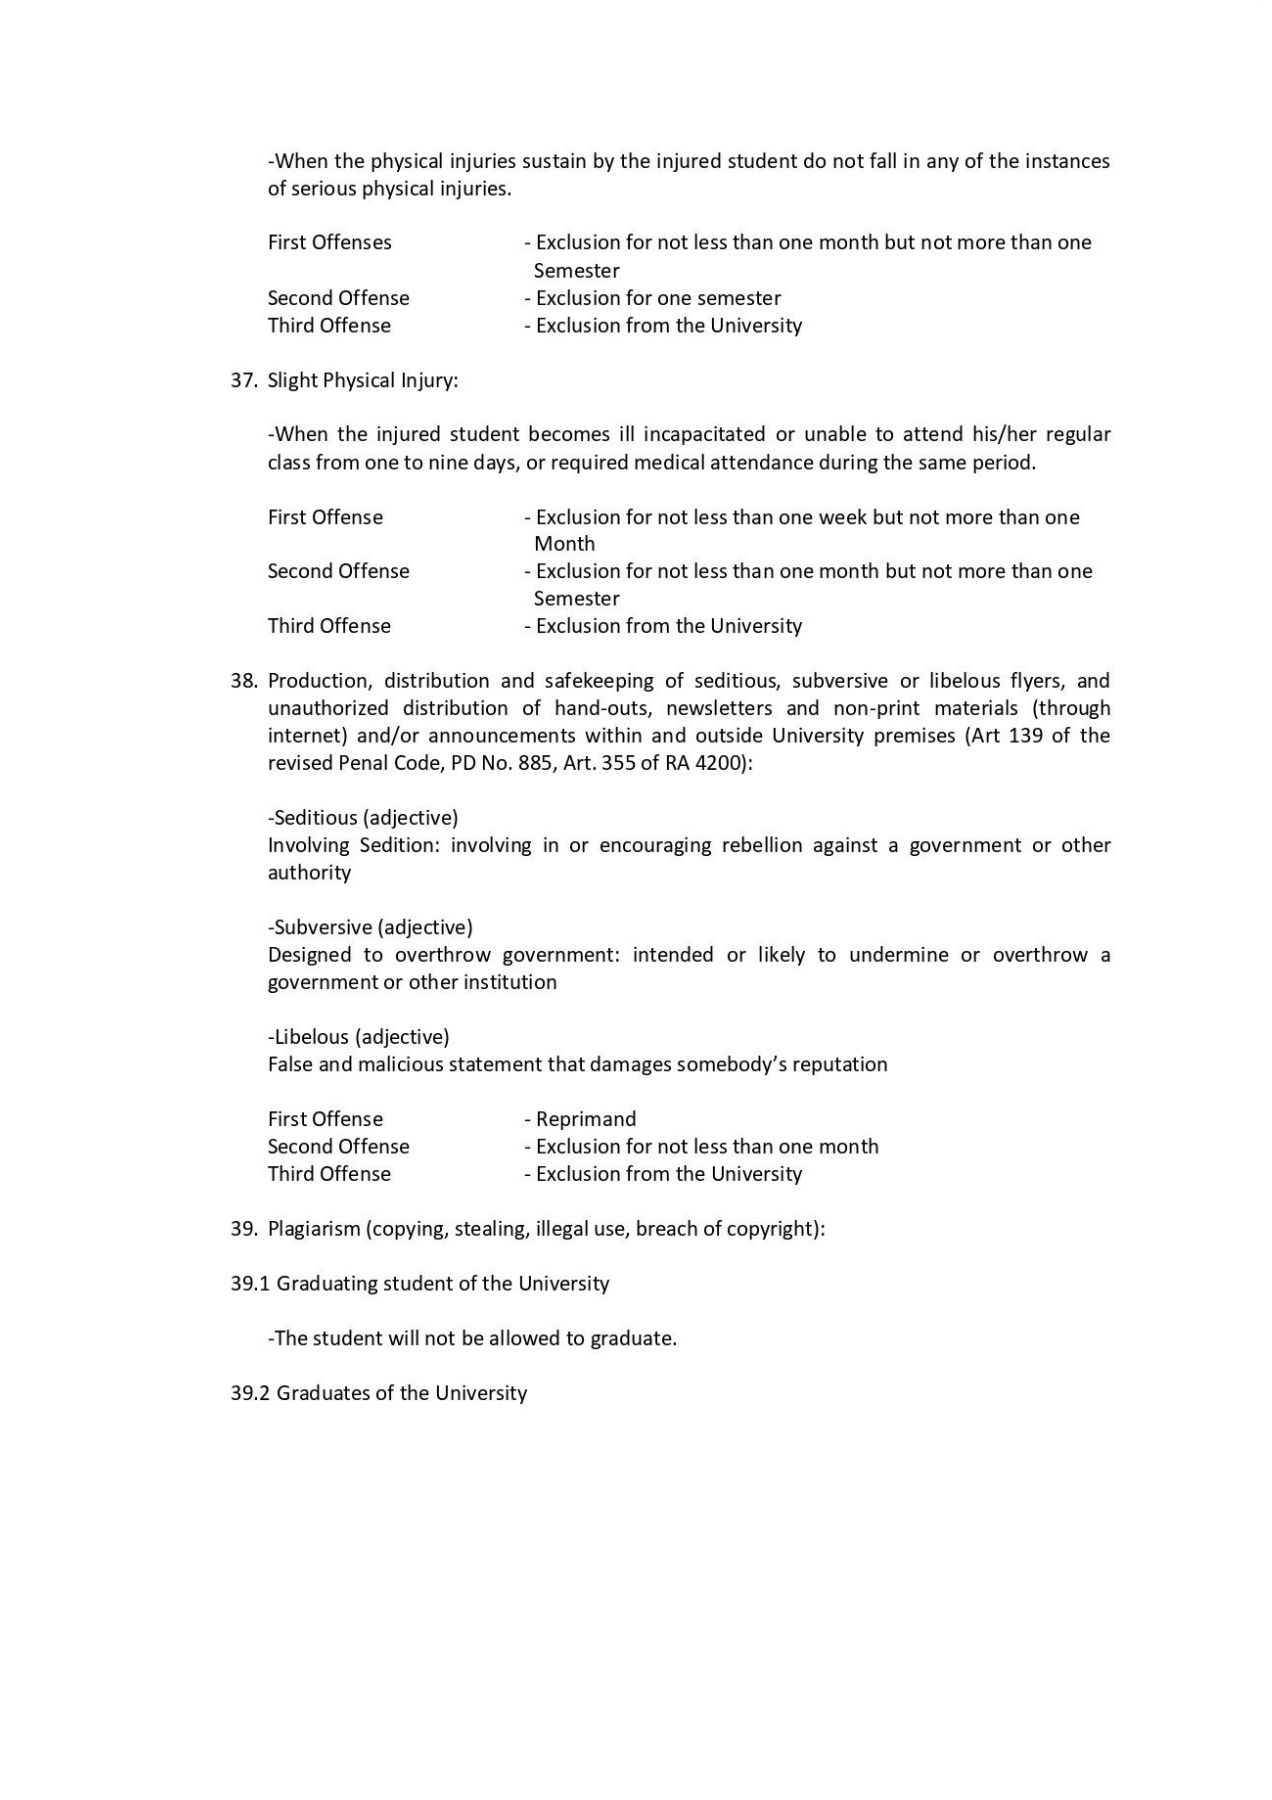 -When the physical injuries sustain by the injured student do not fall in any of the instances
of serious physical injuries.
First Offenses - Exclusion for not less than one month but not more than one
Semester
Second Offense - Exclusion for one semester
Third Offense - Exclusion from the University
37. Slight Physical Injury:
-When the injured student becomes ill incapacitated or unable to attend his/her regular
class from one to nine days, or required medical attendance during the same period.
First Offense - Exclusion for not less than one week but not more than one
Month
Second Offense - Exclusion for not less than one month but not more than one
Semester
Third Offense - Exclusion from the University
38. Production, distribution and safekeeping of seditious, subversive or libelous flyers, and
unauthorized distribution of hand-outs, newsletters and non-print materials (through
internet) and/or announcements within and outside University premises (Art 139 of the
revised Penal Code, PD No. 885, Art. 355 of RA 4200):
-Seditious (adjective)
Involving Sedition: involving in or encouraging rebellion against a government or other
authority
-Subversive (adjective)
Designed to overthrow government: intended or likely to undermine or overthrow a
government or other institution
-Libelous (adjective)
False and malicious statement that damages somebody’s reputation
First Offense - Reprimand
Second Offense - Exclusion for not less than one month
Third Offense - Exclusion from the University
39. Plagiarism (copying, stealing, illegal use, breach of copyright):
39.1 Graduating student of the University
-The student will not be allowed to graduate.
39.2 Graduates of the University